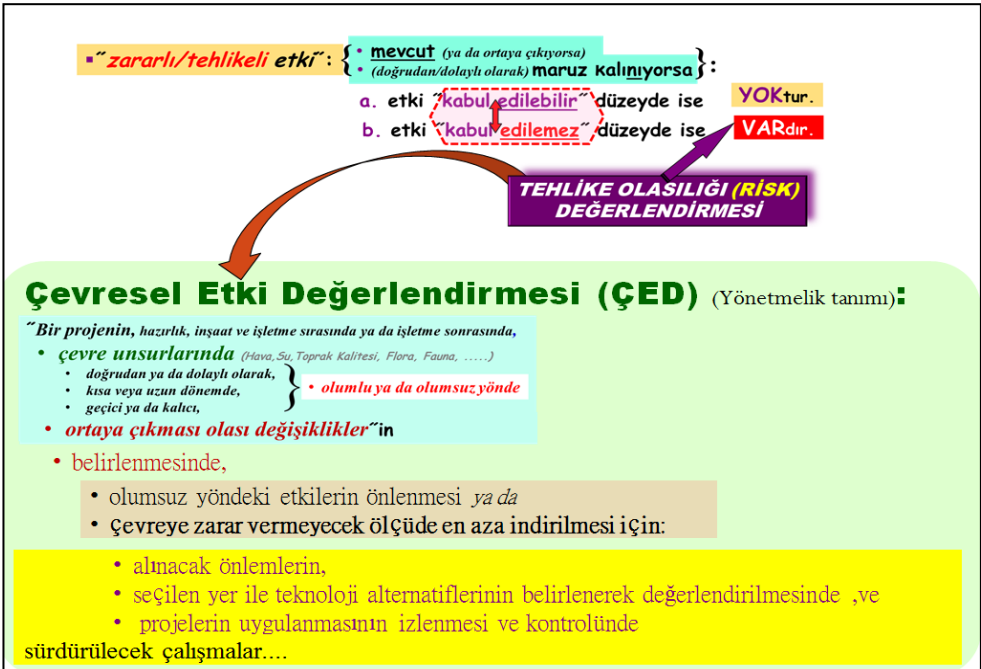 ▪˝zararlı/tehlikeli etki˝: { • mevcut (ya da ortaya çıkıyorsa)
• (doğrudan/dolaylı olarak) maruz kalınıyorsa } :
a. etki ˝kabul edilebilir˝ düzeyde ise YOKtur.
b. etki ˝kabul edilemez˝ düzeyde ise VARdır.
TEHLİKE OLASILIĞI (RİSK)
DEĞERLENDİRMESİ
Çevresel Etki Değerlendirmesi (ÇED) (Yönetmelik tanımı):
˝Bir projenin, hazırlık, inşaat ve işletme sırasında ya da işletme sonrasında,
• çevre unsurlarında (Hava,Su,Toprak Kalitesi, Flora, Fauna, .....)
• doğrudan ya da dolaylı olarak,
• kısa veya uzun dönemde,
• geçici ya da kalıcı,
} • olumlu ya da olumsuz yönde
• ortaya çıkması olası değişiklikler˝in
• belirlenmesinde,
• olumsuz yöndeki etkilerin önlenmesi ya da
• Çevreye zarar vermeyecek ölçüde en aza indirilmesi için:
• alınacak önlemlerin,
• seçilen yer ile teknoloji alternatiflerinin belirlenerek değerlendirilmesinde ,ve
• projelerin uygulanmasının izlenmesi ve kontrolünde
sürdürülecek çalışmalar....